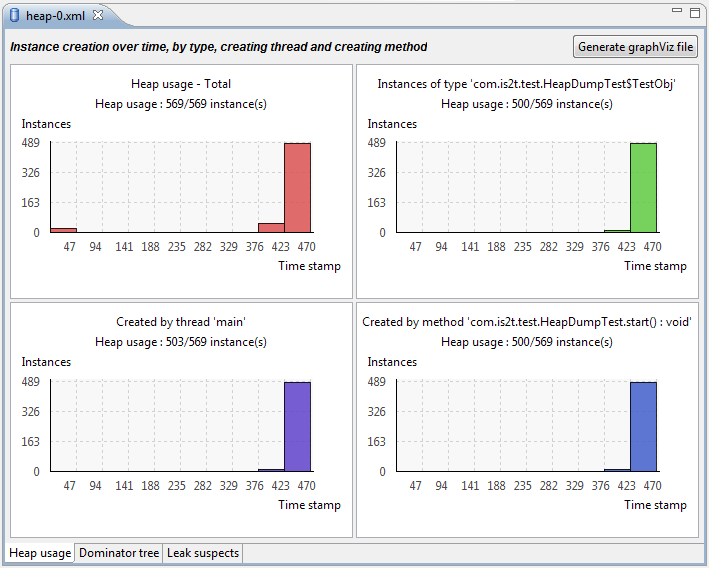 heap-0.xml
Instance creation over time, by type, creating thread and creating method
Generate graphViz file
Heap usage - Total
Heap usage : 569/569 instance(s)
Instances
489
326
163
0
47 94 141 188 235 282 329 376 423 470
Time stamp
Instances of type 'com.is2t.test.HeapDumpTest$TestObj'
Heap usage : 500/569 instance(s)
Instances
489
326
163
0
47 94 141 188 235 282 329 376 423 470
Time stamp
Created by thread 'main'
Heap usage : 503/569 instance(s)
Instances
489
326
163
0
47 94 141 188 235 282 329 376 423 470
Time stamp
Created by method 'com.is2t.test.HeapDumpTest.start() : void'
Heap usage : 500/569 instance(s)
Instances
489
326
163
0
47 94 141 188 235 282 329 376 423 470
Time stamp
Heap usage Dominator tree Leak suspects